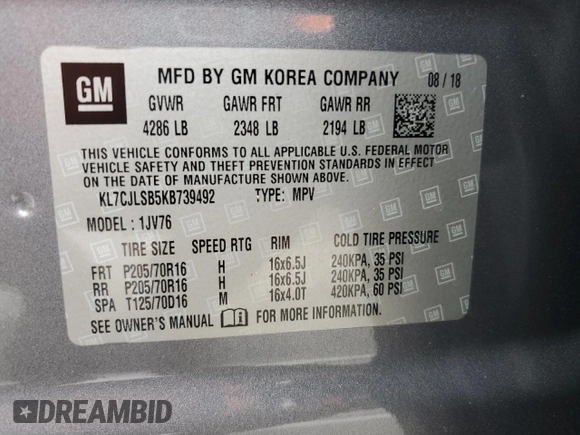 GM MFD BY GM KOREA COMPANY 08 / 18
GVWR GAWR FRT GAWR RR
4286 LB 2348 LB 2194 LB
THIS VEHICLE CONFORMS TO ALL APPLICABLE U.S. FEDERAL MOTOR
VEHICLE SAFETY AND THEFT PREVENTION STANDARDS IN EFFECT
ON THE DATE OF MANUFACTURE SHOWN ABOVE.
KL7CJLSB5KB739492 TYPE: MPV
MODEL : 1JV76
TIRE SIZE SPEED RTG RIM COLD TIRE PRESSURE
FRT P205/70R16 H 16x6.5J 240KPA, 35 PSI
RR P205/70R16 H 16x6.5J 240KPA, 35 PSI
SPA T125/70D16 M 16x4.0T 420KPA, 60 PSI
SEE OWNER'S MANUAL FOR MORE INFORMATION.
DREAMBID